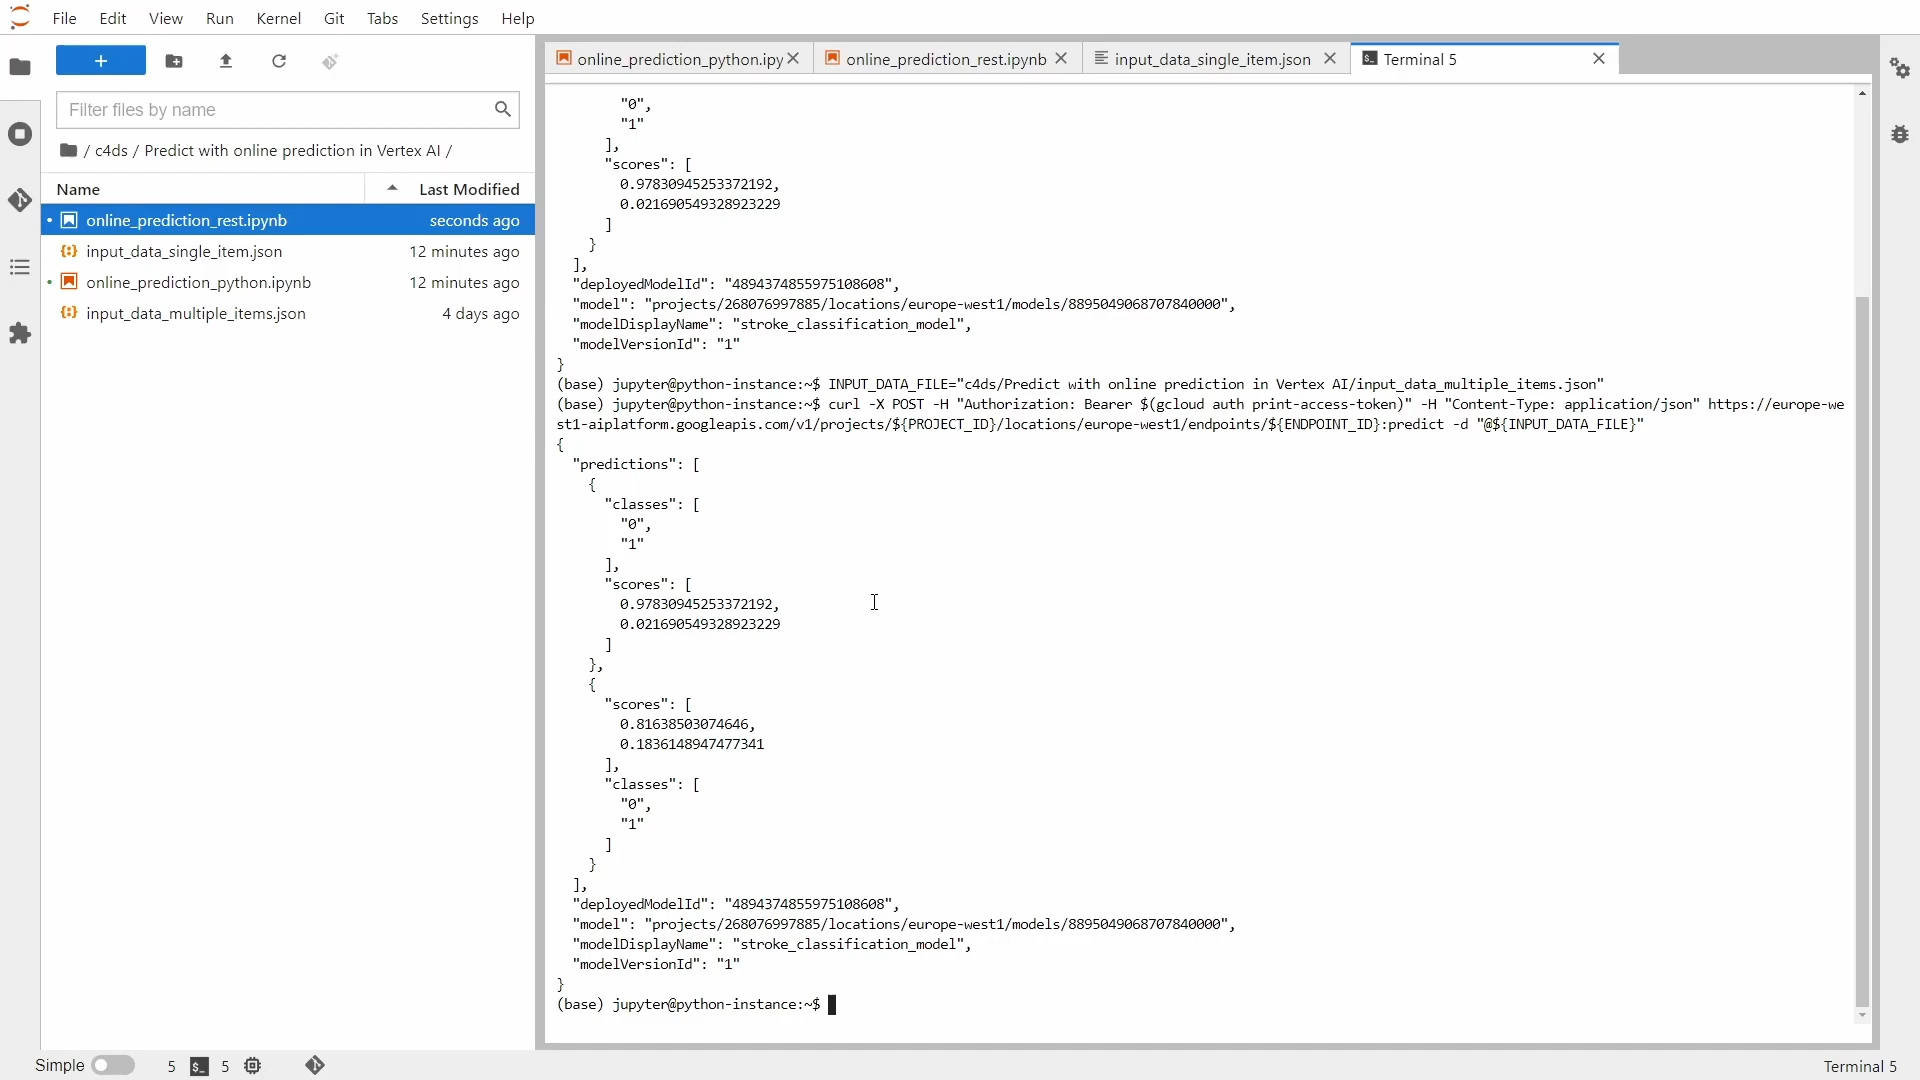 File Edit View Run Kernel Git Tabs Settings Help
+
Filter files by name
/ c4ds / Predict with online prediction in Vertex AI /
Name Last Modified
online_prediction_rest.ipynb seconds ago
input_data_single_item.json 12 minutes ago
online_prediction_python.ipynb 12 minutes ago
input_data_multiple_items.json 4 days ago
online_prediction_python.ipy
online_prediction_rest.ipynb
input_data_single_item.json
Terminal 5
"0",
"1"
],
"scores": [
0.97830945253372192,
0.021690549328923229
]
}
],
"deployedModelId": "4894374855975108608",
"model": "projects/268076997885/locations/europe-west1/models/8895049068707840000",
"modelDisplayName": "stroke_classification_model",
"modelVersionId": "1"
}
(base) jupyter@python-instance:~$ INPUT_DATA_FILE="c4ds/Predict with online prediction in Vertex AI/input_data_multiple_items.json"
(base) jupyter@python-instance:~$ curl -X POST -H "Authorization: Bearer $(gcloud auth print-access-token)" -H "Content-Type: application/json" https://europe-we
st1-aiplatform.googleapis.com/v1/projects/${PROJECT_ID}/locations/europe-west1/endpoints/${ENDPOINT_ID}:predict -d "@${INPUT_DATA_FILE}"
{
"predictions": [
{
"classes": [
"0",
"1"
],
"scores": [
0.97830945253372192,
0.021690549328923229
]
},
{
"scores": [
0.81638503074646,
0.1836148947477341
],
"classes": [
"0",
"1"
]
}
],
"deployedModelId": "4894374855975108608",
"model": "projects/268076997885/locations/europe-west1/models/8895049068707840000",
"modelDisplayName": "stroke_classification_model",
"modelVersionId": "1"
}
(base) jupyter@python-instance:~$
Simple 5 $_ 5 Terminal 5